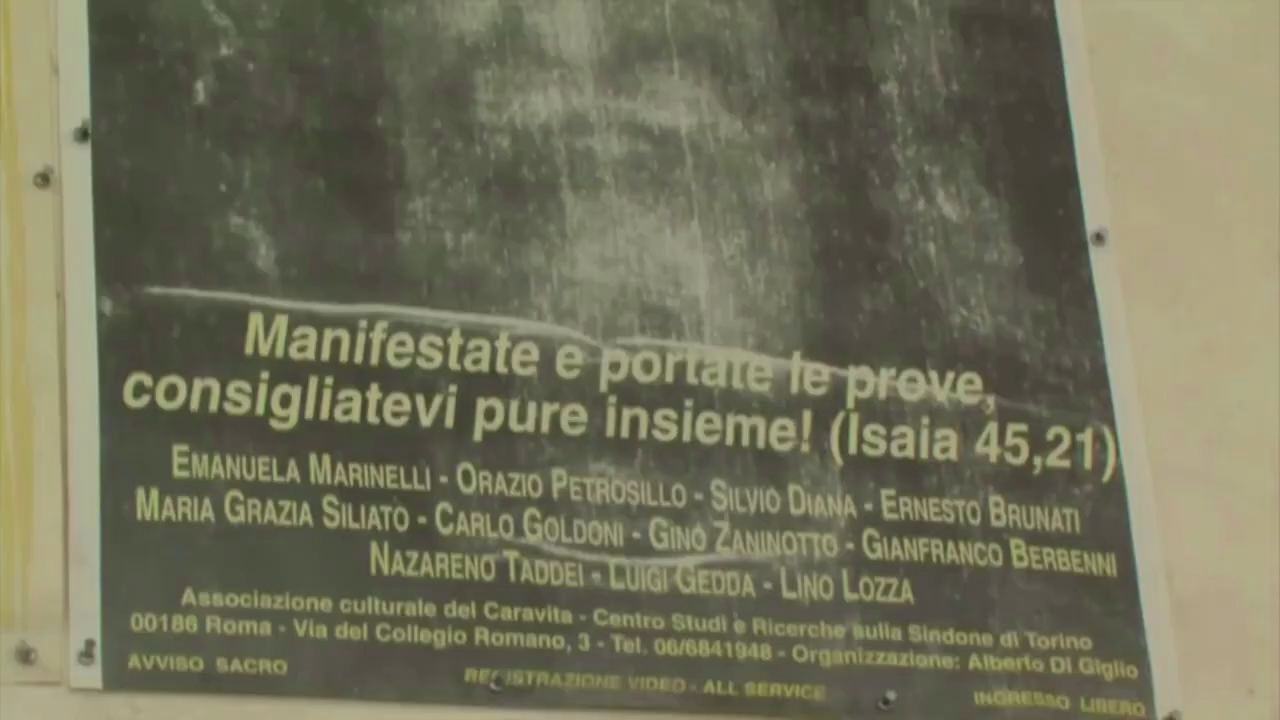 Manifestate e portate le prove,
consigliatevi pure insieme! (Isaia 45,21)
EMANUELA MARINELLI - ORAZIO PETROSILLO - SILVIO DIANA - ERNESTO BRUNATI
MARIA GRAZIA SILIATO - CARLO GOLDONI - GINO ZANINOTTO - GIANFRANCO BERBENNI
NAZARENO TADDEI - LUIGI GEDDA - LINO LOZZA
Associazione culturale del Caravita - Centro Studi e Ricerche sulla Sindone di Torino
00186 Roma - Via del Collegio Romano, 3 - Tel. 06/6841948 - Organizzazione: Alberto Di Giglio
AVVISO SACRO REGISTRAZIONE VIDEO - ALL SERVICE INGRESSO LIBERO